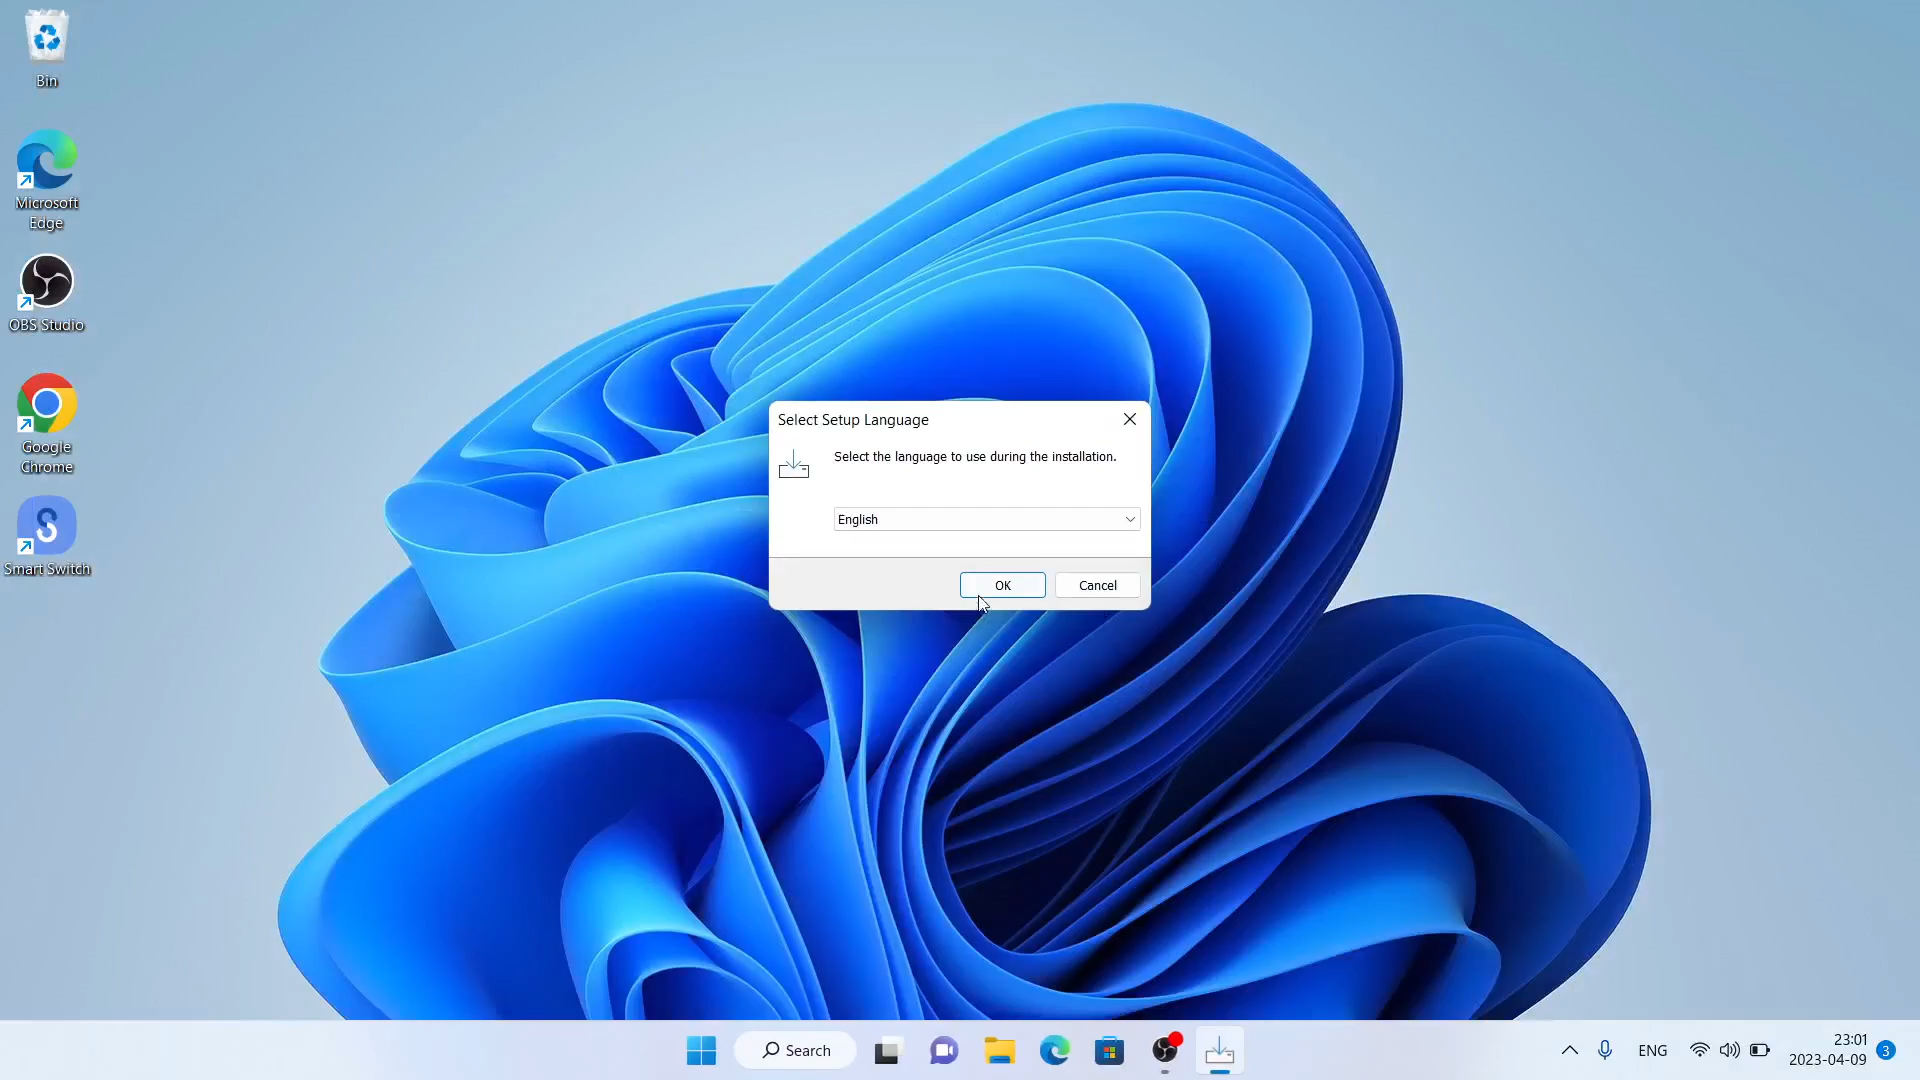 Bin
Microsoft
Edge
OBS Studio
Google
Chrome
Smart Switch
Select Setup Language
Select the language to use during the installation.
English
OK
Cancel
Search
ENG
23:01
2023-04-09
3